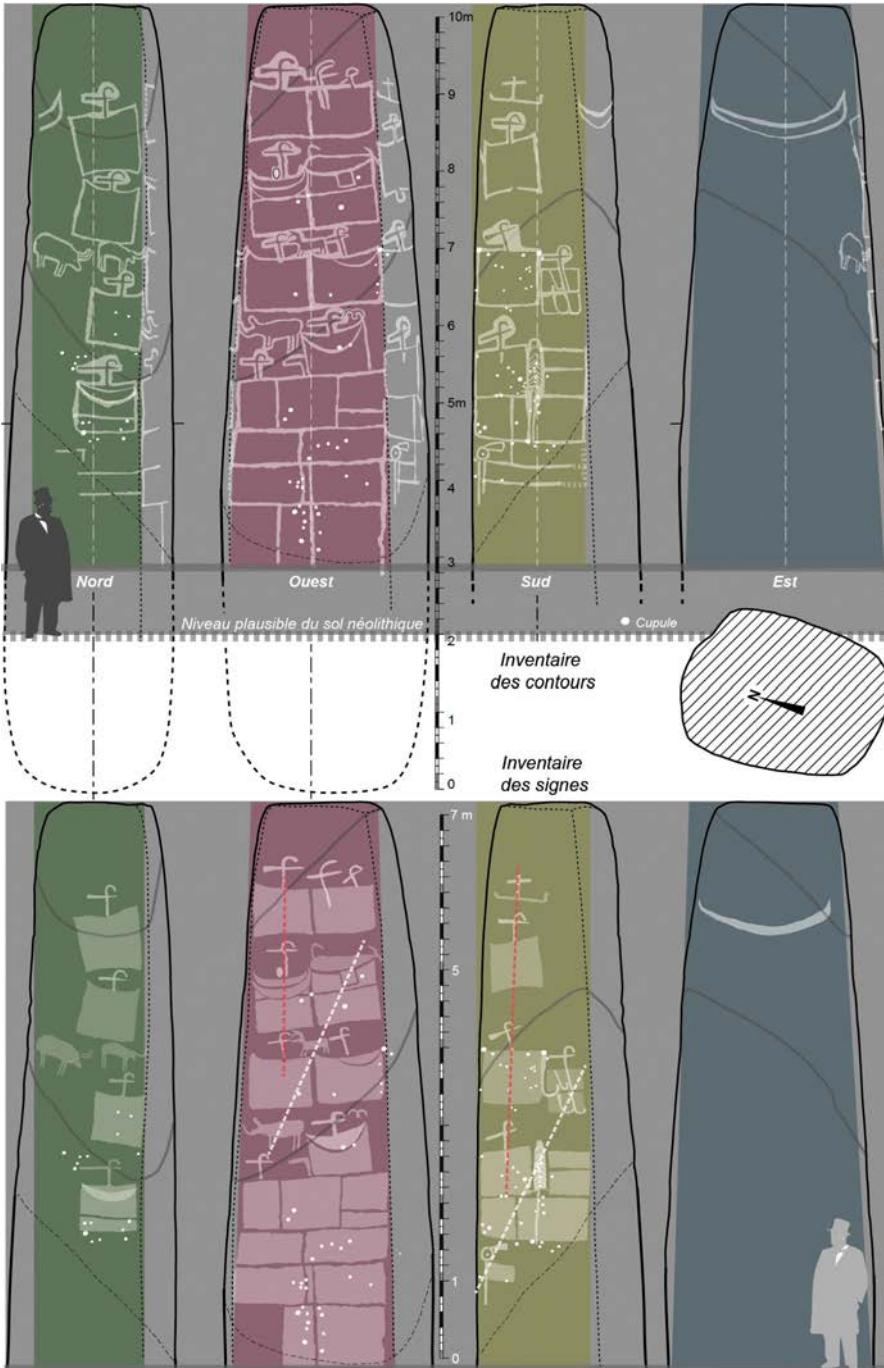 10m
9
8
7
6
5m
4
3
Nord
Ouest
Sud
Est
Niveau plausible du sol néolithique
Cupule
2
Inventaire
des contours
N
1
Inventaire
des signes
0
7 m
5
1
0